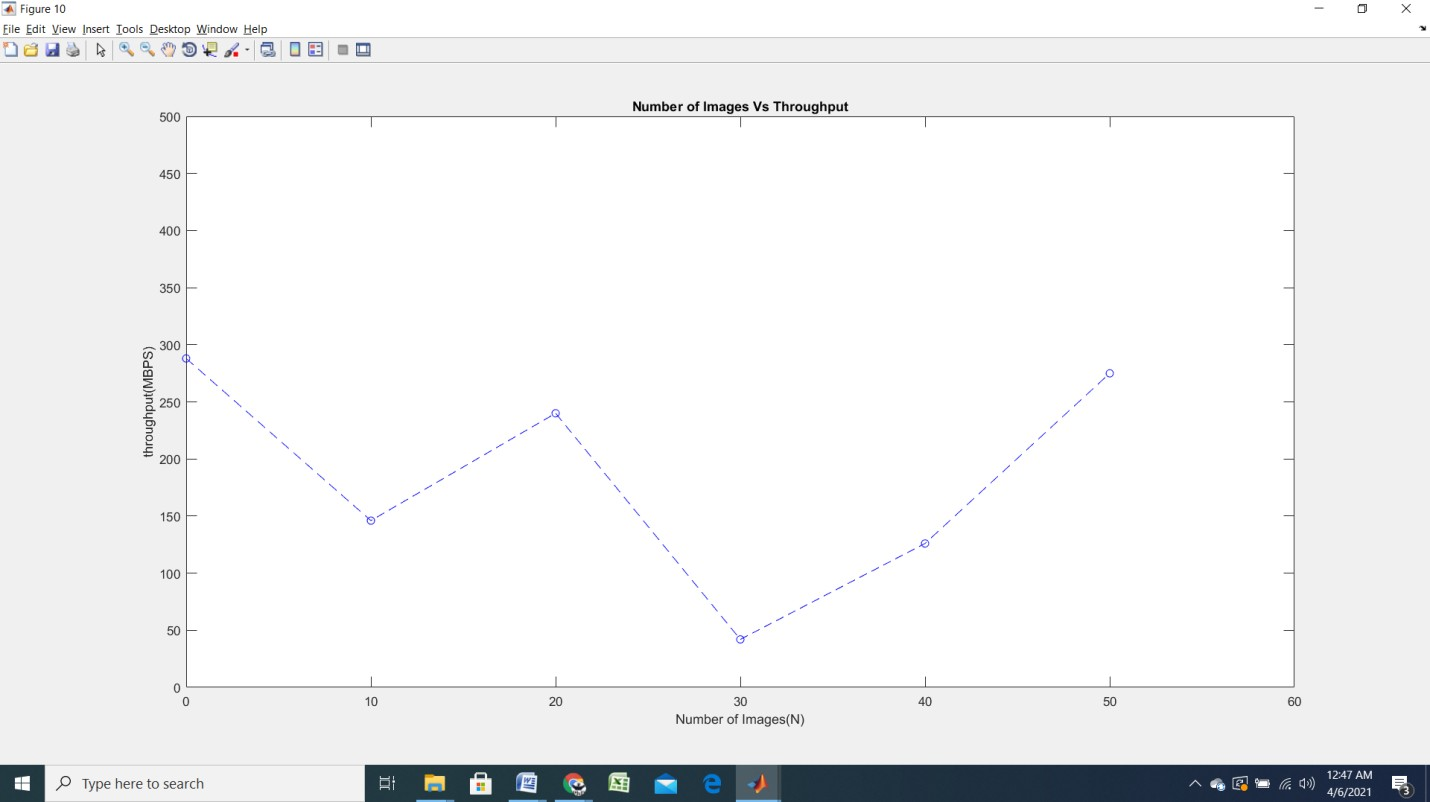 Figure 10
File Edit View Insert Tools Desktop Window Help
Number of Images Vs Throughput
500
450
400
350
300
250
200
150
100
50
0
throughput(MBPS)
0 10 20 30 40 50 60
Number of Images(N)
Type here to search
12:47 AM
4/6/2021
3